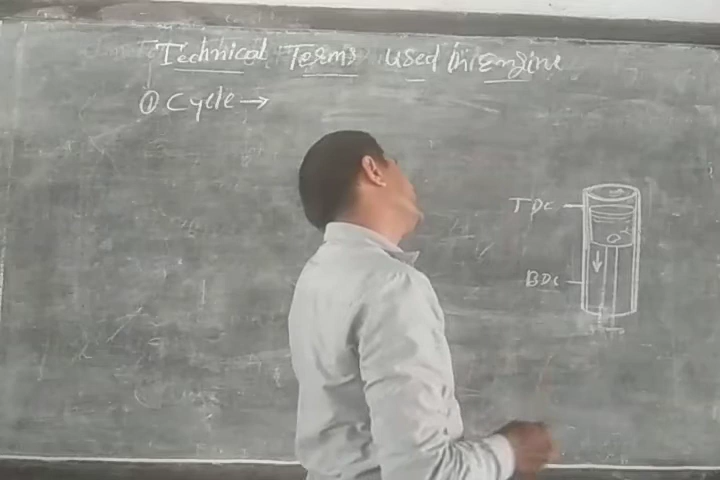 Technical Terms used in Engine
① Cycle →
TDC
BDC